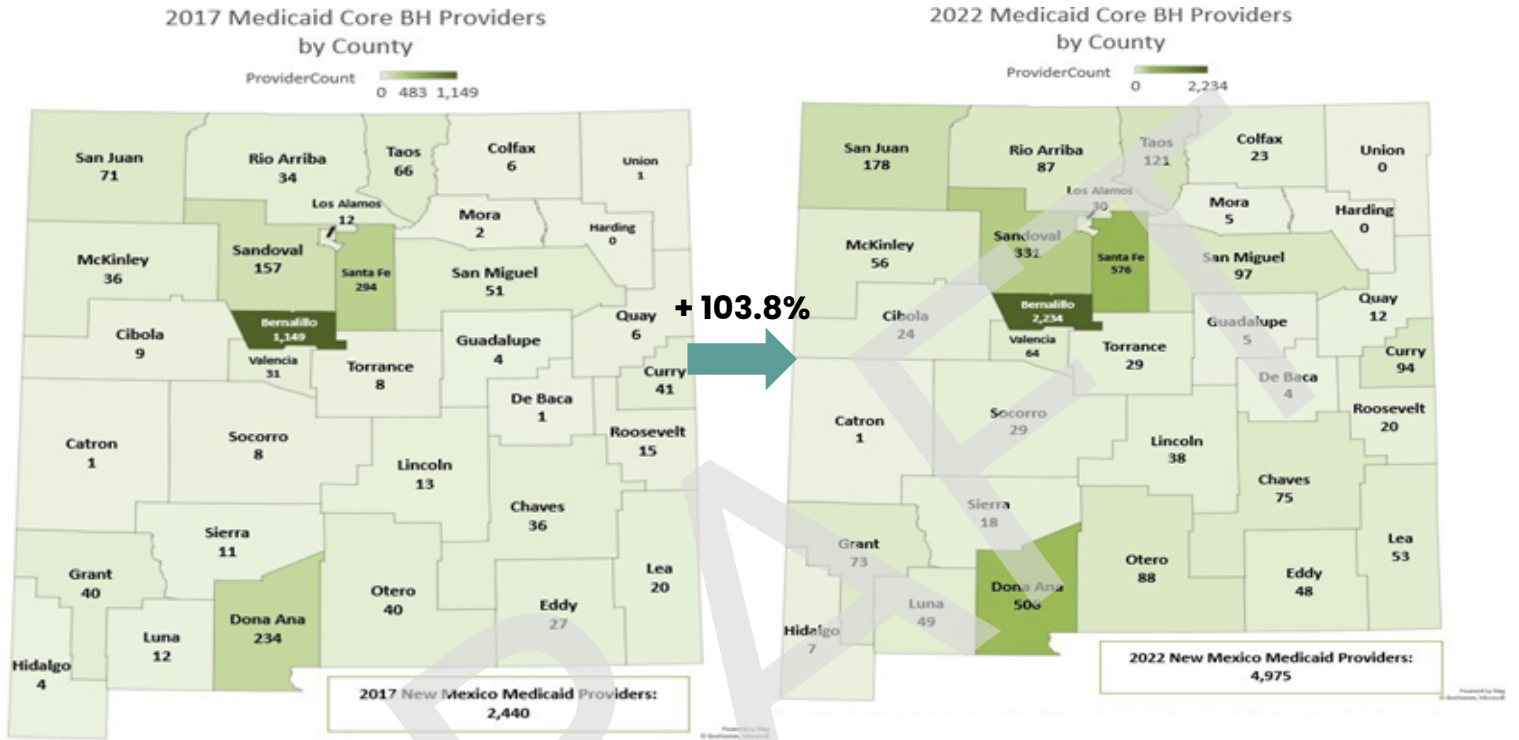 2017 Medicaid Core BH Providers
by County
ProviderCount
0 483 1,149
San Juan
71
Rio Arriba
34
Taos
66
Colfax
6
Union
1
Los Alamos
12
Mora
2
Harding
0
McKinley
36
Sandoval
157
Santa Fe
294
San Miguel
51
Cibola
9
Bernalillo
1,149
Valencia
31
Torrance
8
Guadalupe
4
Quay
6
Curry
41
De Baca
1
Roosevelt
15
Catron
1
Socorro
8
Lincoln
13
Chaves
36
Sierra
11
Grant
40
Dona Ana
234
Otero
40
Eddy
27
Lea
20
Luna
12
Hidalgo
4
2017 New Mexico Medicaid Providers:
2,440
+ 103.8%
2022 Medicaid Core BH Providers
by County
ProviderCount
0 2,234
San Juan
178
Rio Arriba
87
Taos
121
Colfax
23
Union
0
Los Alamos
30
Mora
5
Harding
0
McKinley
56
Sandoval
331
Santa Fe
576
San Miguel
97
Cibola
24
Bernalillo
2,234
Valencia
64
Torrance
29
Guadalupe
5
Quay
12
Curry
94
De Baca
4
Roosevelt
20
Catron
1
Socorro
29
Lincoln
38
Chaves
75
Sierra
18
Grant
73
Luna
49
Dona Ana
Otero
88
Eddy
48
Lea
53
Hidalgo
7
2022 New Mexico Medicaid Providers:
4,975
Powered by Bing